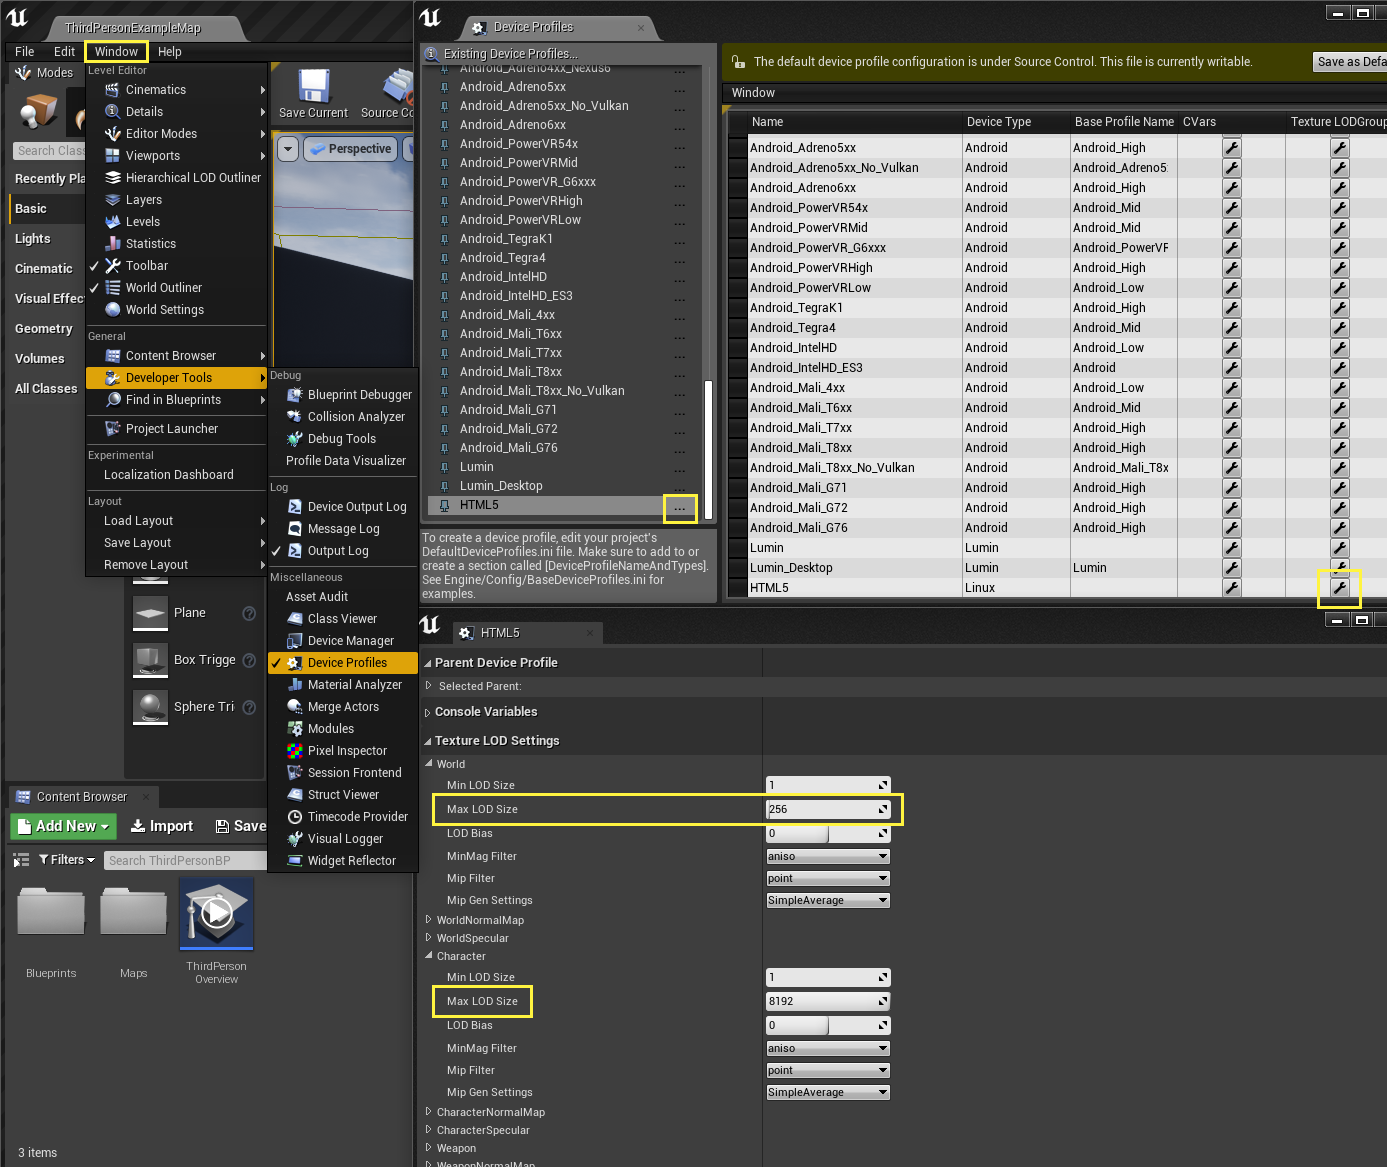 ThirdPersonExampleMap
File Edit Window Help
Modes
Search Clas
Recently Pla
Basic
Lights
Cinematic
Visual Effec
Geometry
Volumes
All Classes
Level Editor
Cinematics
Details
Editor Modes
Viewports
Hierarchical LOD Outliner
Layers
Levels
Statistics
Toolbar
World Outliner
World Settings
General
Content Browser
Developer Tools
Find in Blueprints
Project Launcher
Experimental
Localization Dashboard
Layout
Load Layout
Save Layout
Remove Layout
Save Current
Source Co
Perspective
Plane
Box Trigge
Sphere Tri
Debug
Blueprint Debugger
Collision Analyzer
Debug Tools
Profile Data Visualizer
Log
Device Output Log
Message Log
Output Log
Miscellaneous
Asset Audit
Class Viewer
Device Manager
Device Profiles
Material Analyzer
Merge Actors
Modules
Pixel Inspector
Session Frontend
Struct Viewer
Timecode Provider
Visual Logger
Widget Reflector
Content Browser
Add New Import Save
Filters Search ThirdPersonBP
Blueprints
Maps
ThirdPerson
Overview
3 items
Device Profiles
Existing Device Profiles...
Android_Adreno4xx_Nexus6 ...
Android_Adreno5xx ...
Android_Adreno5xx_No_Vulkan ...
Android_Adreno6xx ...
Android_PowerVR54x ...
Android_PowerVRMid ...
Android_PowerVR_G6xxx ...
Android_PowerVRHigh ...
Android_PowerVRLow ...
Android_TegraK1 ...
Android_Tegra4 ...
Android_IntelHD ...
Android_IntelHD_ES3 ...
Android_Mali_4xx ...
Android_Mali_T6xx ...
Android_Mali_T7xx ...
Android_Mali_T8xx ...
Android_Mali_T8xx_No_Vulkan ...
Android_Mali_G71 ...
Android_Mali_G72 ...
Android_Mali_G76 ...
Lumin ...
Lumin_Desktop ...
HTML5 ...
To create a device profile, edit your project's
DefaultDeviceProfiles.ini file. Make sure to add to or
create a section called [DeviceProfileNameAndTypes].
See Engine/Config/BaseDeviceProfiles.ini for
examples.
The default device profile configuration is under Source Control. This file is currently writable. Save as Defa
Window
Name Device Type Base Profile Name CVars Texture LODGroup
Android_Adreno5xx Android Android_High
Android_Adreno5xx_No_Vulkan Android Android_Adreno5
Android_Adreno6xx Android Android_High
Android_PowerVR54x Android Android_Mid
Android_PowerVRMid Android Android_Mid
Android_PowerVR_G6xxx Android Android_PowerVF
Android_PowerVRHigh Android Android_High
Android_PowerVRLow Android Android_Low
Android_TegraK1 Android Android_High
Android_Tegra4 Android Android_Mid
Android_IntelHD Android Android_Low
Android_IntelHD_ES3 Android Android
Android_Mali_4xx Android Android_Low
Android_Mali_T6xx Android Android_Mid
Android_Mali_T7xx Android Android_High
Android_Mali_T8xx Android Android_High
Android_Mali_T8xx_No_Vulkan Android Android_Mali_T8x
Android_Mali_G71 Android Android_High
Android_Mali_G72 Android Android_High
Android_Mali_G76 Android Android_High
Lumin Lumin
Lumin_Desktop Lumin Lumin
HTML5 Linux
HTML5
Parent Device Profile
Selected Parent:
Console Variables
Texture LOD Settings
World
Min LOD Size 1
Max LOD Size 256
LOD Bias 0
MinMag Filter aniso
Mip Filter point
Mip Gen Settings SimpleAverage
WorldNormalMap
WorldSpecular
Character
Min LOD Size 1
Max LOD Size 8192
LOD Bias 0
MinMag Filter aniso
Mip Filter point
Mip Gen Settings SimpleAverage
CharacterNormalMap
CharacterSpecular
Weapon
WeaponNormalMap